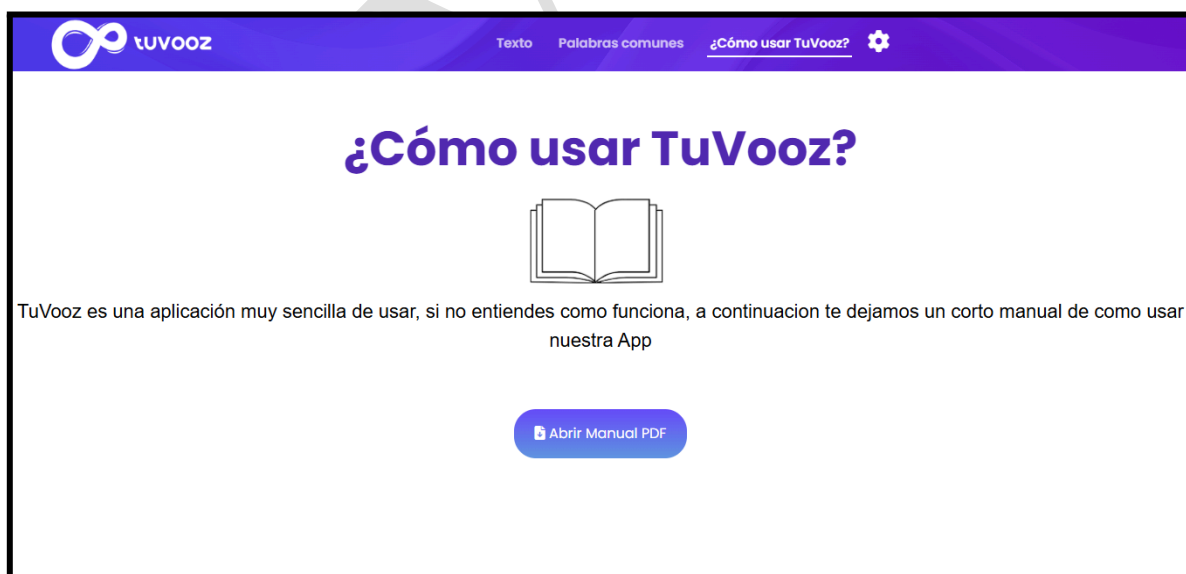 tuvooz
Texto Palabras comunes ¿Cómo usar TuVooz?
¿Cómo usar TuVooz?
TuVooz es una aplicación muy sencilla de usar, si no entiendes como funciona, a continuacion te dejamos un corto manual de como usar
nuestra App
Abrir Manual PDF